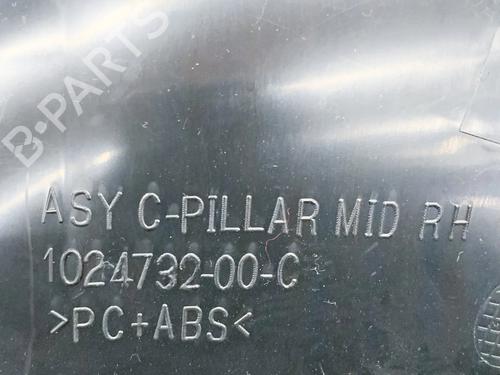 B-PARTS
ASY C-PILLAR MID RH
1024732-00-C
>PC+ABS<